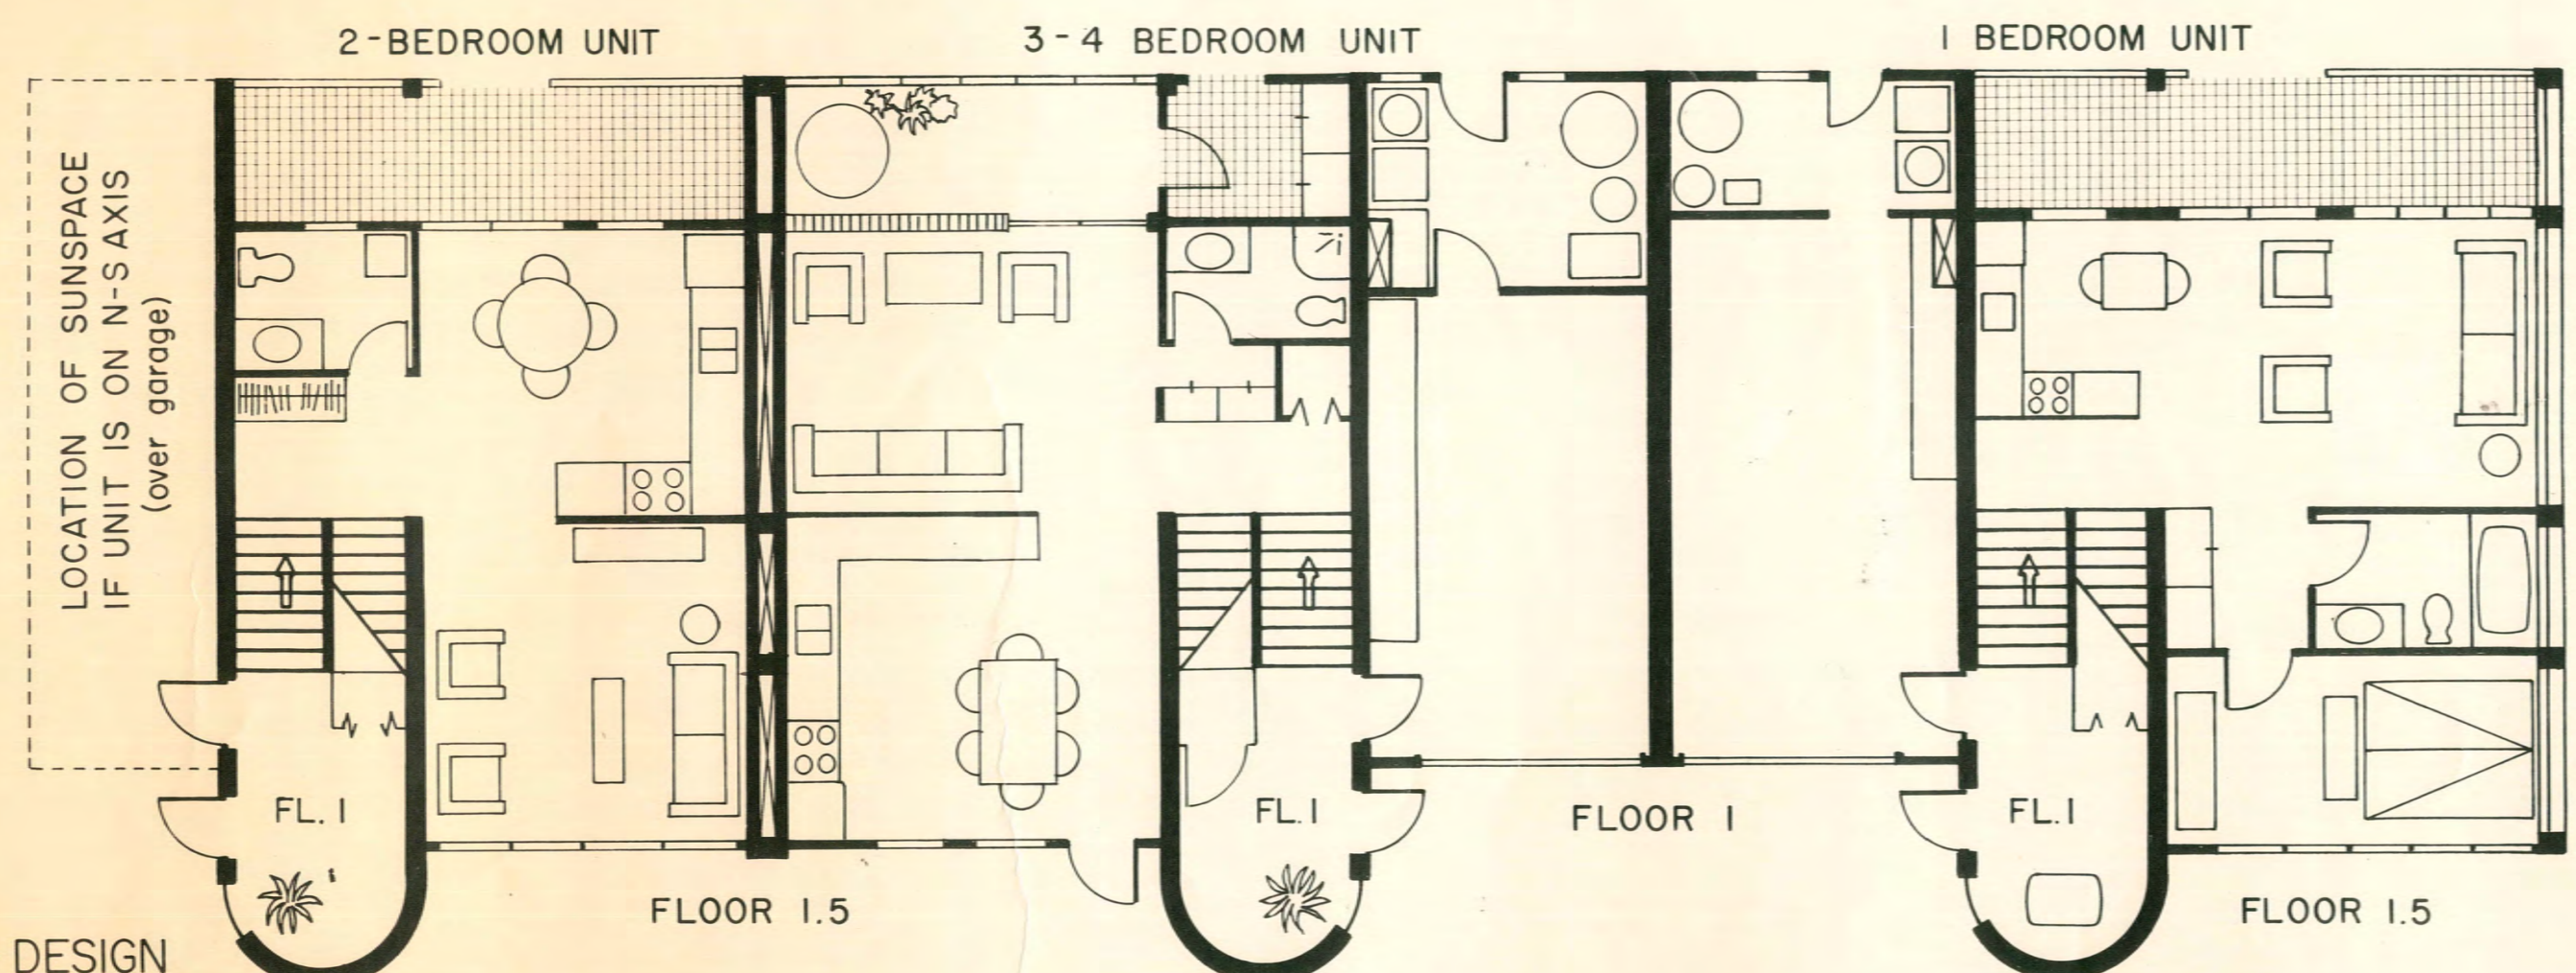 2-BEDROOM UNIT
3-4 BEDROOM UNIT
1 BEDROOM UNIT
LOCATION OF SUNSPACE
IF UNIT IS ON N-S AXIS
(over garage)
FL. 1
FL. 1
FLOOR 1
FL. 1
FLOOR 1.5
FLOOR 1.5
DESIGN